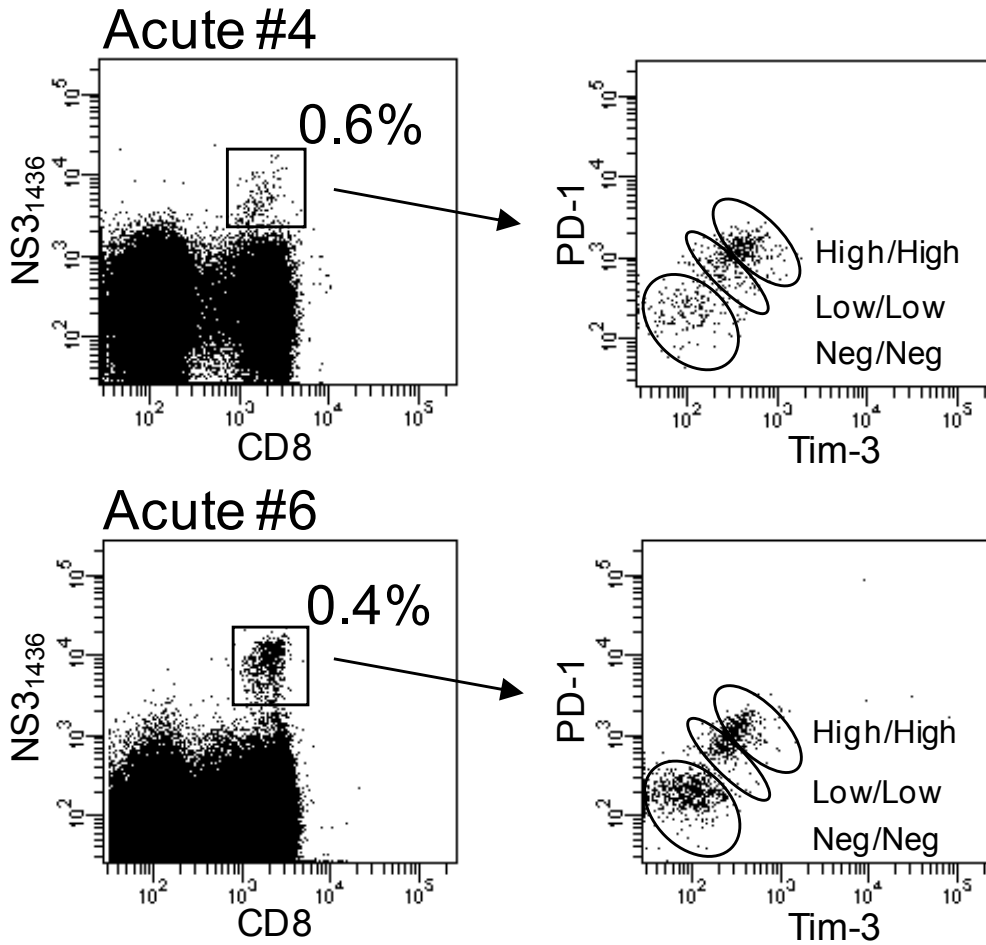 Acute #4
0.6%
NS3₁₄₃₆
10⁵
10⁴
10³
10²
10² 10³ 10⁴ 10⁵
CD8
PD-1
10⁵
10⁴
10³
10²
High/High
Low/Low
Neg/Neg
10² 10³ 10⁴ 10⁵
Tim-3
Acute #6
0.4%
NS3₁₄₃₆
10⁵
10⁴
10³
10²
10² 10³ 10⁴ 10⁵
CD8
PD-1
10⁵
10⁴
10³
10²
High/High
Low/Low
Neg/Neg
10² 10³ 10⁴ 10⁵
Tim-3